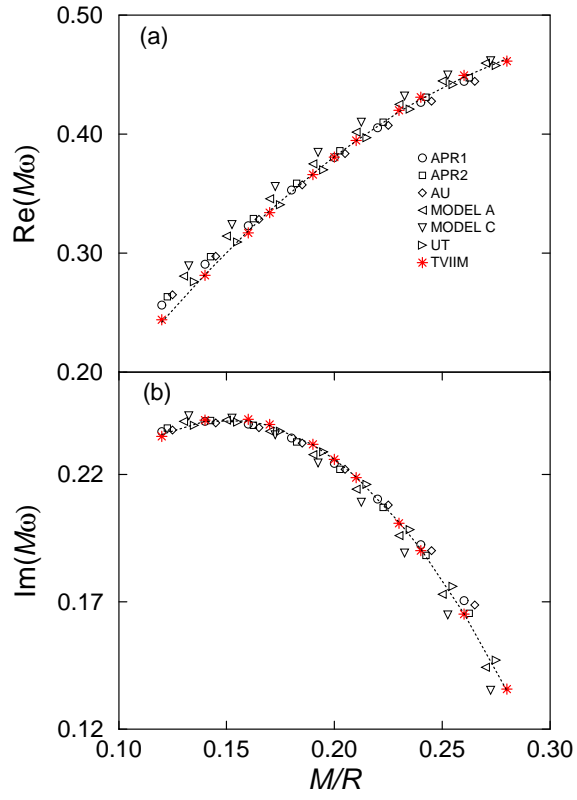 0.50
(a)
0.40
Re(Mω)
APR1
APR2
AU
MODEL A
MODEL C
UT
TVIIM
0.30
0.20
(b)
0.22
Im(Mω)
0.17
0.12
0.10 0.15 0.20 0.25 0.30
M/R